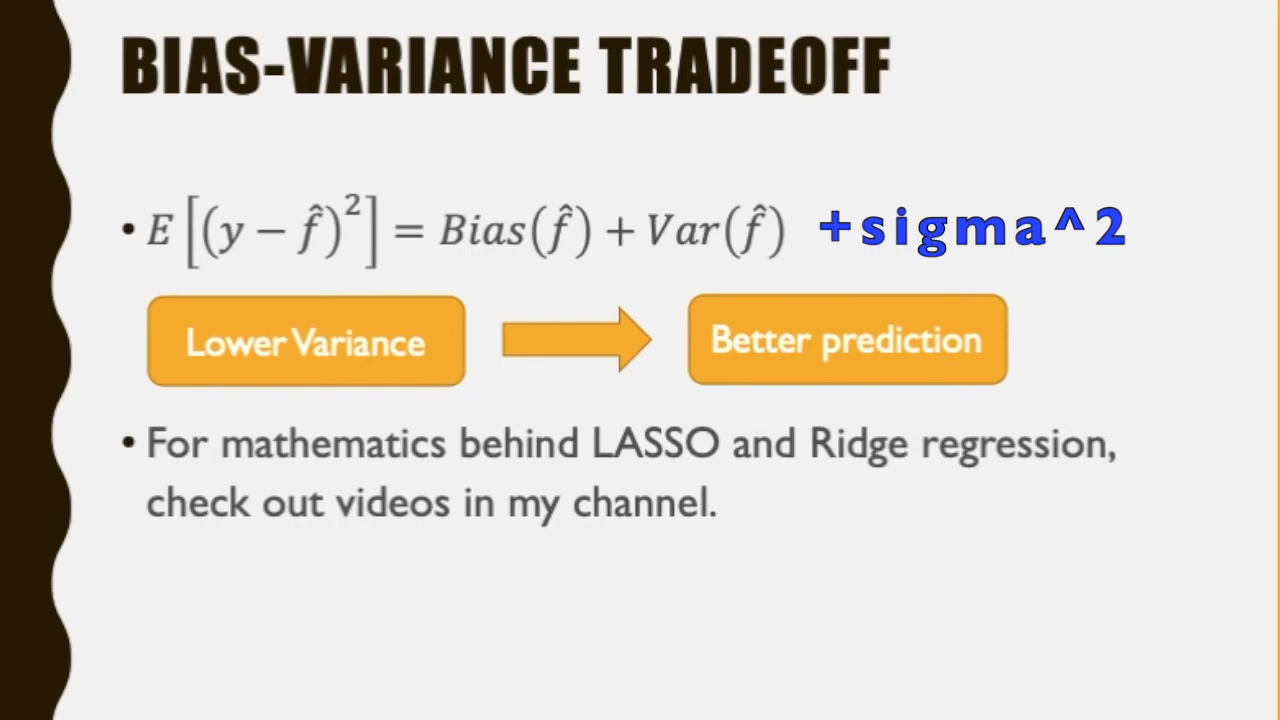 BIAS-VARIANCE TRADEOFF
• E[(y − f̂)²] = Bias(f̂) + Var(f̂) +sigma^2
Lower Variance
Better prediction
• For mathematics behind LASSO and Ridge regression,
check out videos in my channel.